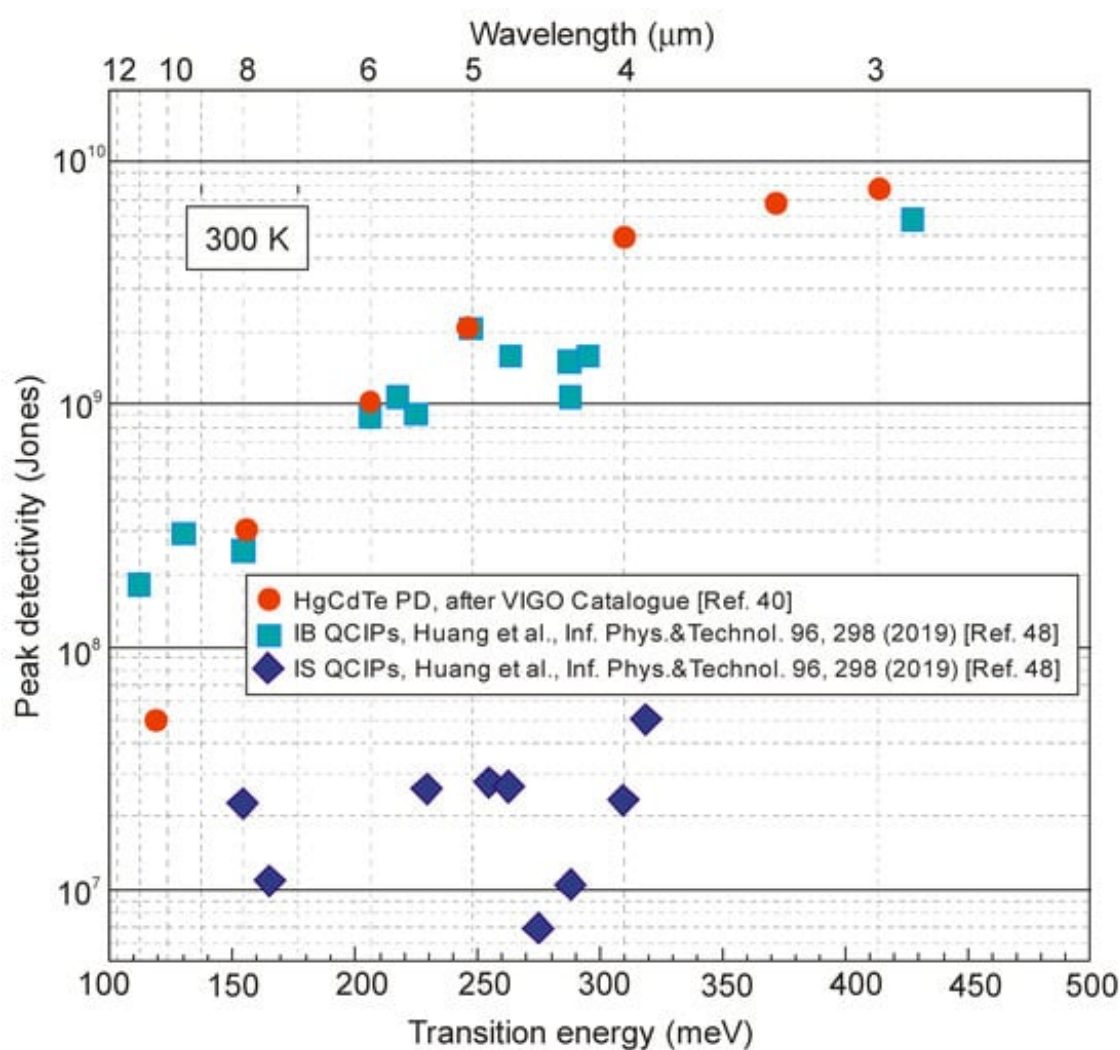 Wavelength (μm)
12 10 8 6 5 4 3
10^10
300 K
10^9
Peak detectivity (Jones)
HgCdTe PD, after VIGO Catalogue [Ref. 40]
IB QCIPs, Huang et al., Inf. Phys.&Technol. 96, 298 (2019) [Ref. 48]
IS QCIPs, Huang et al., Inf. Phys.&Technol. 96, 298 (2019) [Ref. 48]
10^8
10^7
100 150 200 250 300 350 400 450 500
Transition energy (meV)